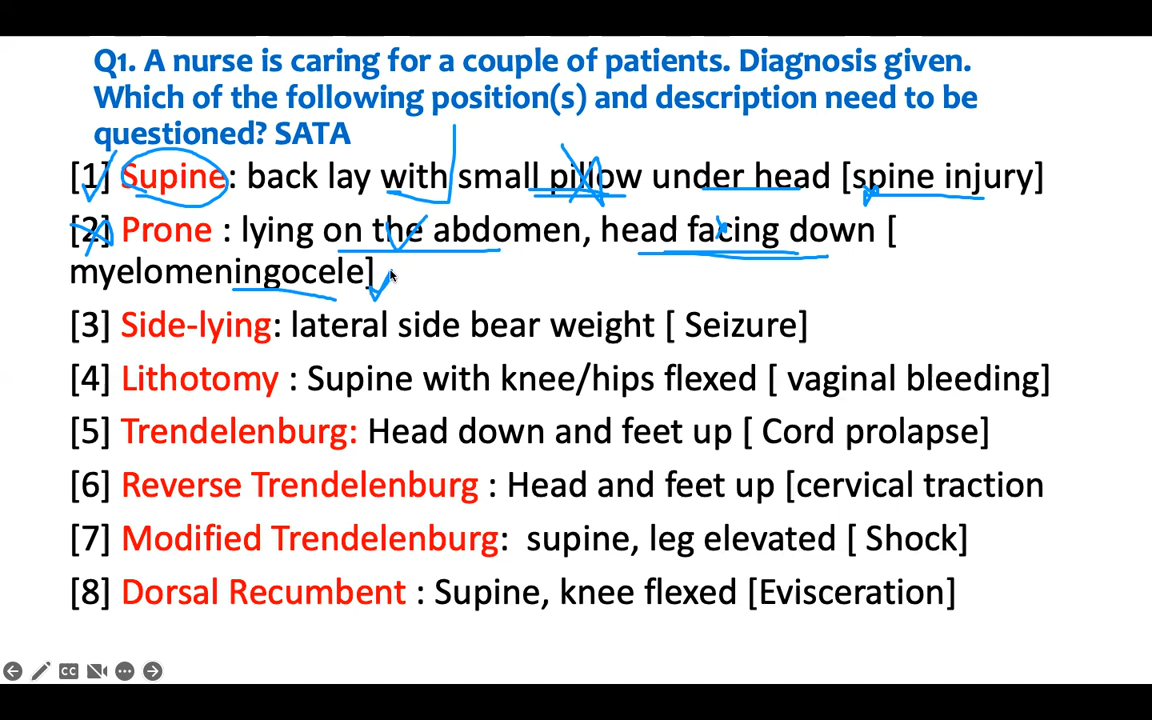 Q1. A nurse is caring for a couple of patients. Diagnosis given.
Which of the following position(s) and description need to be
questioned? SATA
[1] Supine: back lay with small pillow under head [spine injury]
[2] Prone : lying on the abdomen, head facing down [
myelomeningocele]
[3] Side-lying: lateral side bear weight [ Seizure]
[4] Lithotomy : Supine with knee/hips flexed [ vaginal bleeding]
[5] Trendelenburg: Head down and feet up [ Cord prolapse]
[6] Reverse Trendelenburg : Head and feet up [cervical traction
[7] Modified Trendelenburg:  supine, leg elevated [ Shock]
[8] Dorsal Recumbent : Supine, knee flexed [Evisceration]
CC